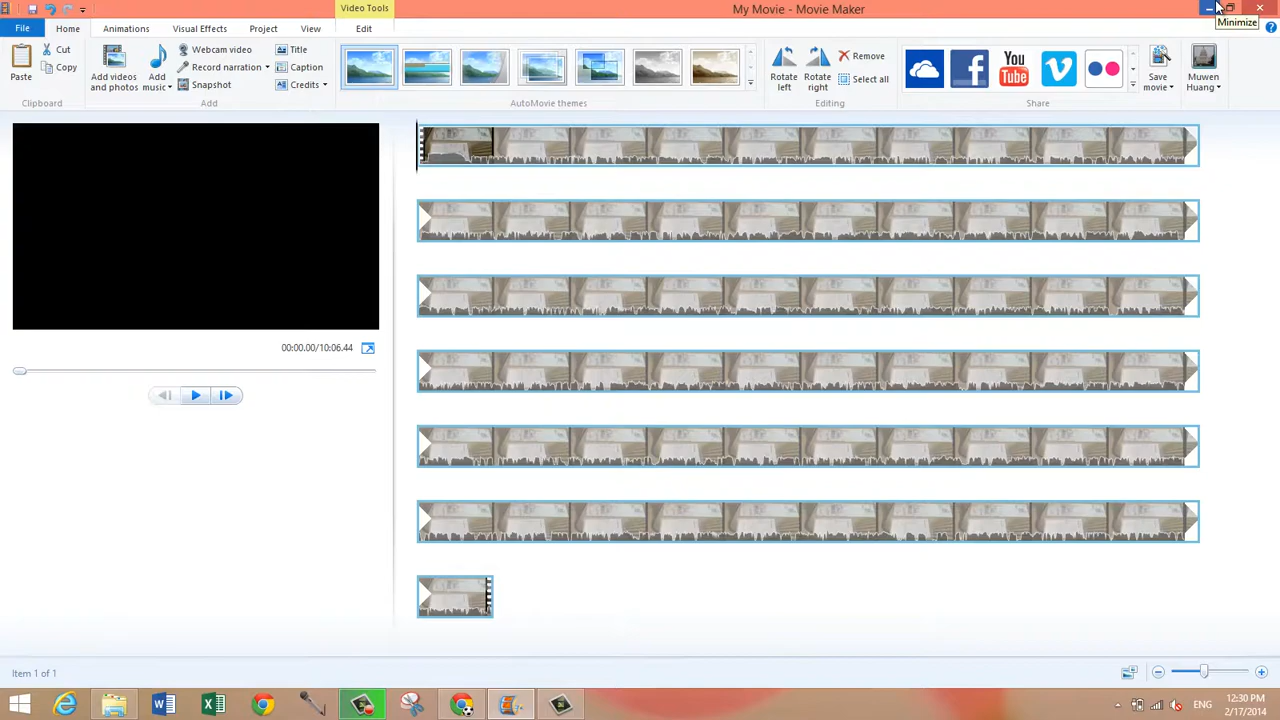 Video Tools
My Movie - Movie Maker
Minimize
File
Home
Animations
Visual Effects
Project
View
Edit
Paste
Cut
Copy
Clipboard
Add videos
and photos
Add
music
Webcam video
Record narration
Snapshot
Title
Caption
Credits
Add
AutoMovie themes
Rotate
left
Rotate
right
Remove
Select all
Editing
You
Tube
Share
Save
movie
Muwen
Huang
00:00.00/10:06.44
Item 1 of 1
ENG
12:30 PM
2/17/2014